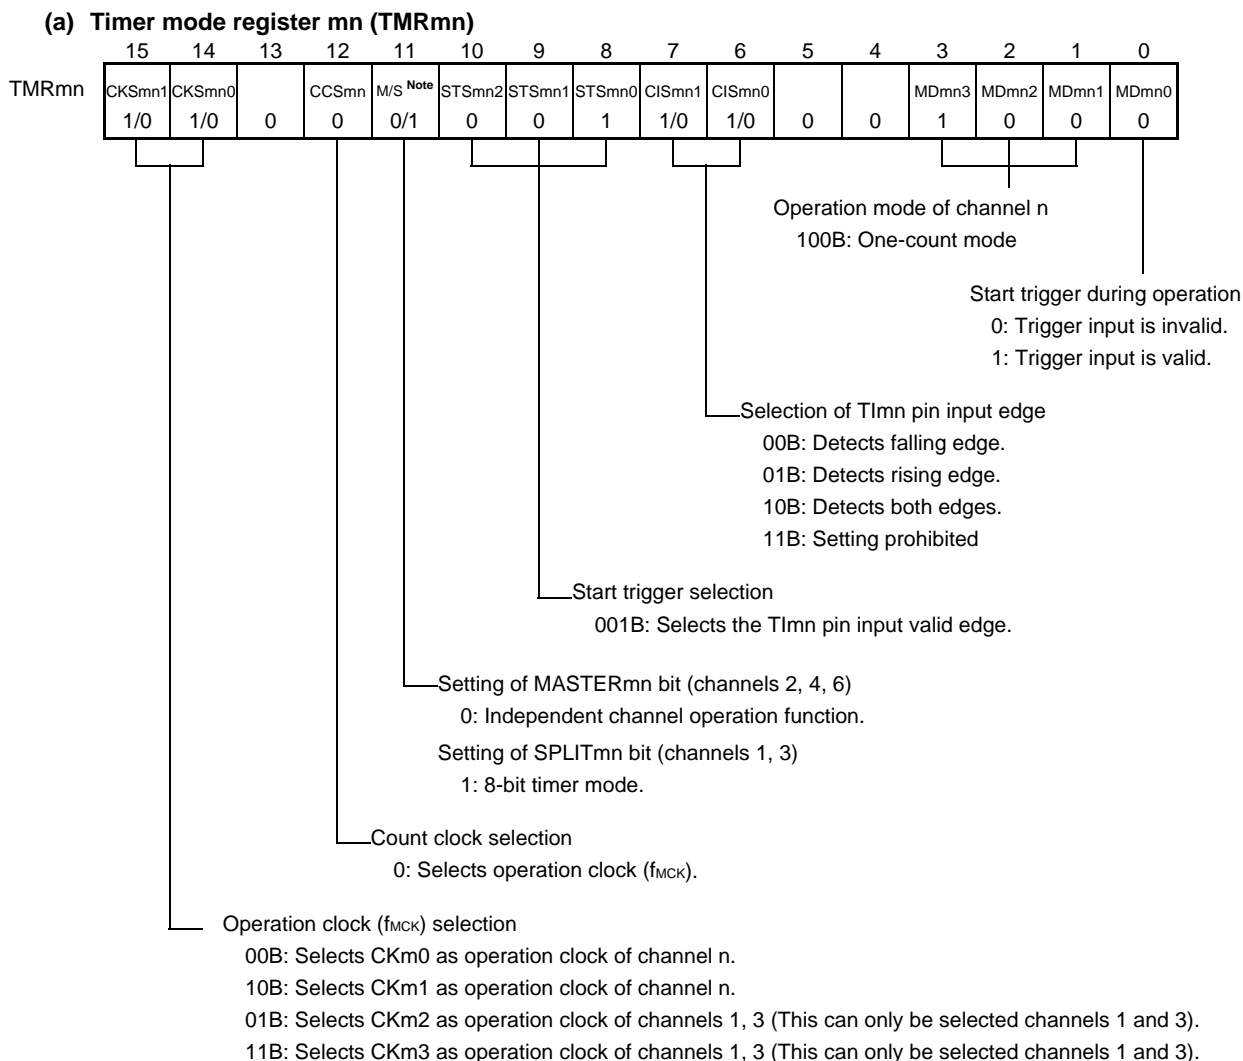 (a) Timer mode register mn (TMRmn)
15 14 13 12 11 10 9 8 7 6 5 4 3 2 1 0
TMRmn CKSmn1 CKSmn0 CCSmn M/S Note STSmn2 STSmn1 STSmn0 CISmn1 CISmn0 MDmn3 MDmn2 MDmn1 MDmn0
1/0 1/0 0 0 0/1 0 0 1 1/0 1/0 0 0 1 0 0 0
Operation mode of channel n
100B: One-count mode
Start trigger during operation
0: Trigger input is invalid.
1: Trigger input is valid.
Selection of TImn pin input edge
00B: Detects falling edge.
01B: Detects rising edge.
10B: Detects both edges.
11B: Setting prohibited
Start trigger selection
001B: Selects the TImn pin input valid edge.
Setting of MASTERmn bit (channels 2, 4, 6)
0: Independent channel operation function.
Setting of SPLITmn bit (channels 1, 3)
1: 8-bit timer mode.
Count clock selection
0: Selects operation clock (fMCK).
Operation clock (fMCK) selection
00B: Selects CKm0 as operation clock of channel n.
10B: Selects CKm1 as operation clock of channel n.
01B: Selects CKm2 as operation clock of channels 1, 3 (This can only be selected channels 1 and 3).
11B: Selects CKm3 as operation clock of channels 1, 3 (This can only be selected channels 1 and 3).